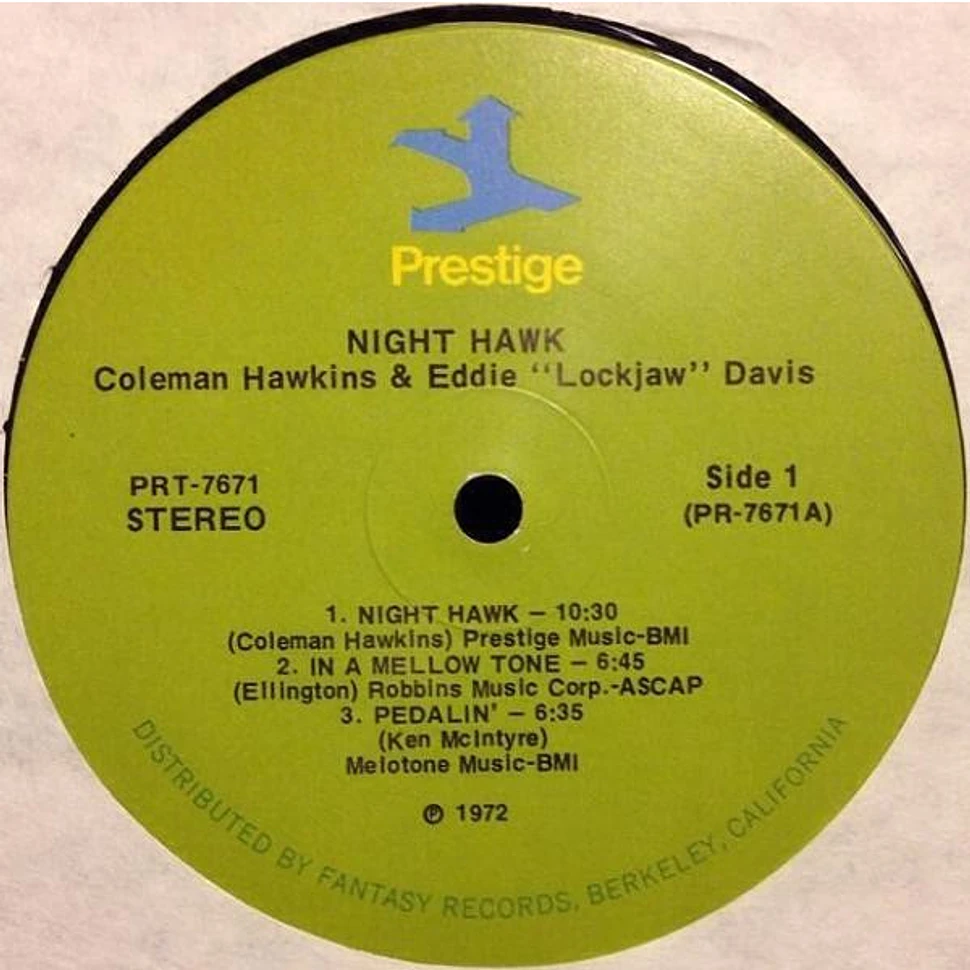 Prestige
NIGHT HAWK
Coleman Hawkins & Eddie "Lockjaw" Davis
PRT-7671
STEREO
Side 1
(PR-7671A)
1. NIGHT HAWK — 10:30
(Coleman Hawkins) Prestige Music-BMI
2. IN A MELLOW TONE — 6:45
(Ellington) Robbins Music Corp.-ASCAP
3. PEDALIN' — 6:35
(Ken McIntyre)
Melotone Music-BMI
℗ 1972
DISTRIBUTED BY FANTASY RECORDS, BERKELEY, CALIFORNIA